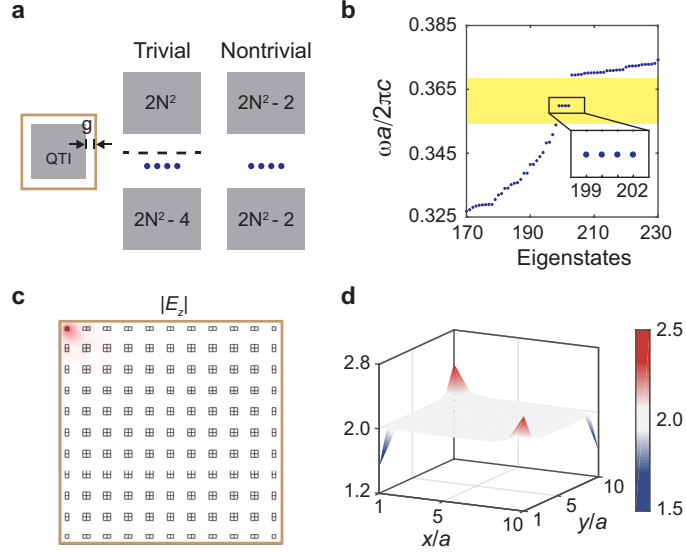 a
Trivial
Nontrivial
g
QTI
2N²
2N² - 2
2N² - 4
2N² - 2
b
ωa/2πc
0.385
0.365
0.345
0.325
199
202
170
190
210
230
Eigenstates
c
|E_z|
d
2.8
2.0
1.2
1
5
10
x/a
1
5
10
y/a
2.5
2.0
1.5